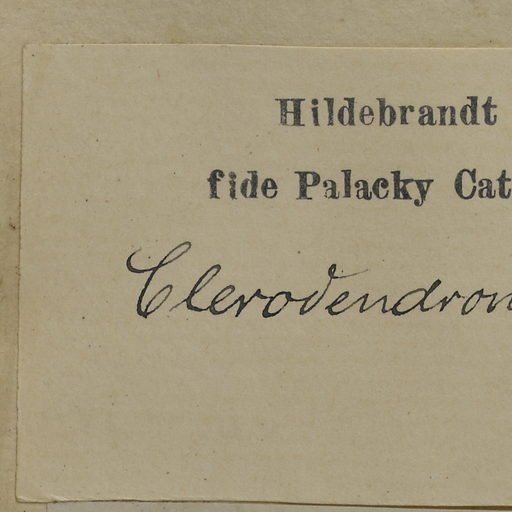 Hildebrandt
fide Palacky Cat
Clerodendron